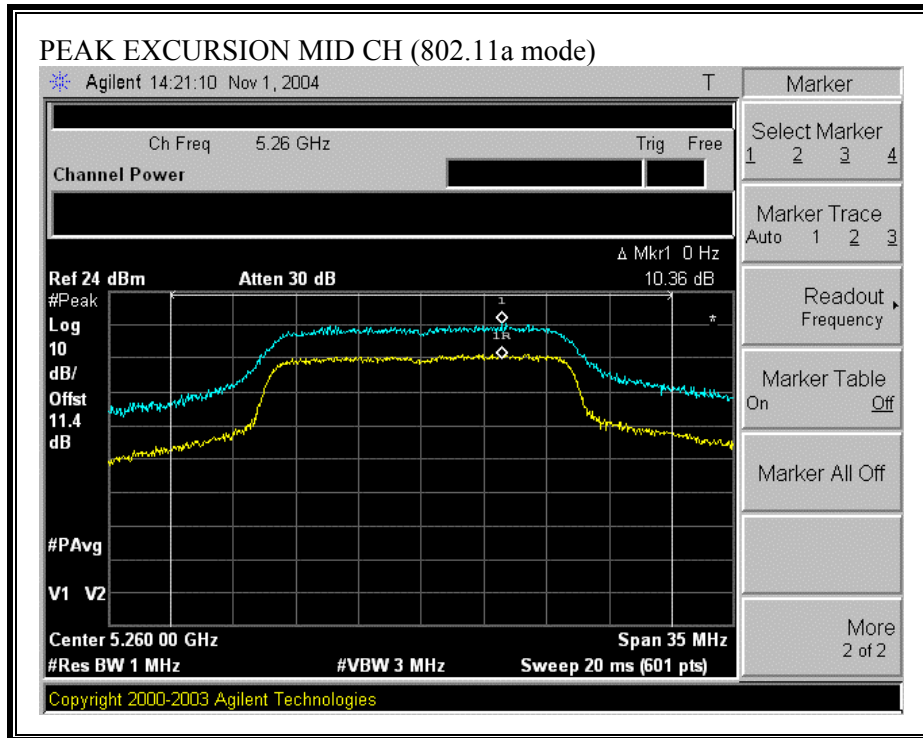 PEAK EXCURSION MID CH (802.11a mode)
Agilent 14:21:10 Nov 1, 2004 T
Marker
Ch Freq 5.26 GHz Trig Free
Channel Power
Select Marker
1 2 3 4
Marker Trace
Auto 1 2 3
Δ Mkr1 0 Hz
Ref 24 dBm Atten 30 dB 10.36 dB
#Peak
Log
10
dB/
Offst
11.4
dB
1
1R
*
#PAvg
V1 V2
Center 5.260 00 GHz Span 35 MHz
#Res BW 1 MHz #VBW 3 MHz Sweep 20 ms (601 pts)
Readout
Frequency
Marker Table
On Off
Marker All Off
More
2 of 2
Copyright 2000-2003 Agilent Technologies